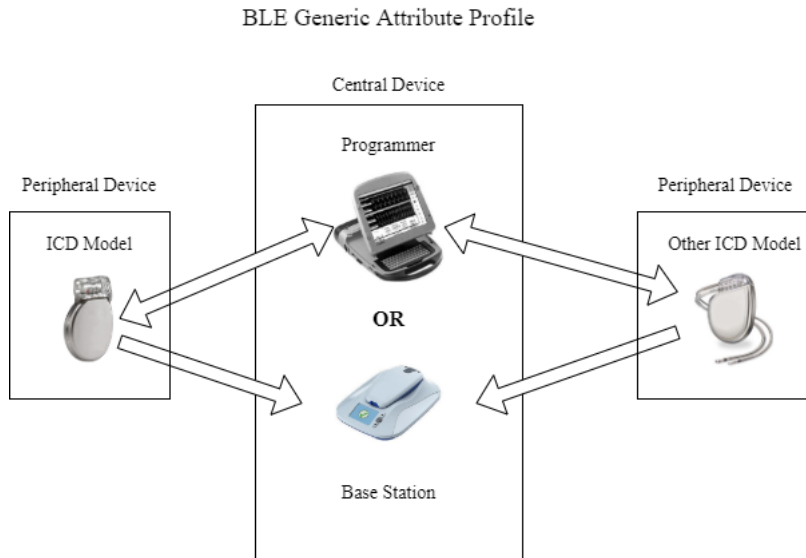 BLE Generic Attribute Profile
Central Device
Programmer
Peripheral Device
ICD Model
Peripheral Device
Other ICD Model
OR
Base Station